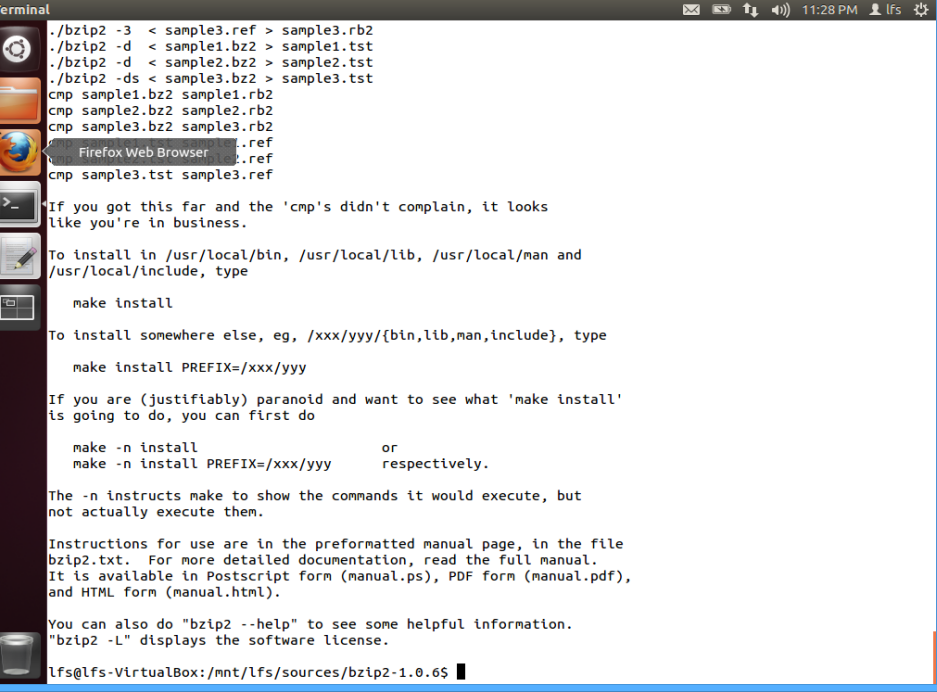 Terminal 11:28 PM lfs
./bzip2 -3  < sample3.ref > sample3.rb2
./bzip2 -d  < sample1.bz2 > sample1.tst
./bzip2 -d  < sample2.bz2 > sample2.tst
./bzip2 -ds < sample3.bz2 > sample3.tst
cmp sample1.bz2 sample1.rb2
cmp sample2.bz2 sample2.rb2
cmp sample3.bz2 sample3.rb2
cmp sample1.tst sample1.ref
Firefox Web Browser
cmp sample2.tst sample2.ref
cmp sample3.tst sample3.ref
If you got this far and the 'cmp's didn't complain, it looks
like you're in business.
To install in /usr/local/bin, /usr/local/lib, /usr/local/man and
/usr/local/include, type
make install
To install somewhere else, eg, /xxx/yyy/{bin,lib,man,include}, type
make install PREFIX=/xxx/yyy
If you are (justifiably) paranoid and want to see what 'make install'
is going to do, you can first do
make -n install                      or
make -n install PREFIX=/xxx/yyy      respectively.
The -n instructs make to show the commands it would execute, but
not actually execute them.
Instructions for use are in the preformatted manual page, in the file
bzip2.txt.  For more detailed documentation, read the full manual.
It is available in Postscript form (manual.ps), PDF form (manual.pdf),
and HTML form (manual.html).
You can also do "bzip2 --help" to see some helpful information.
"bzip2 -L" displays the software license.
lfs@lfs-VirtualBox:/mnt/lfs/sources/bzip2-1.0.6$